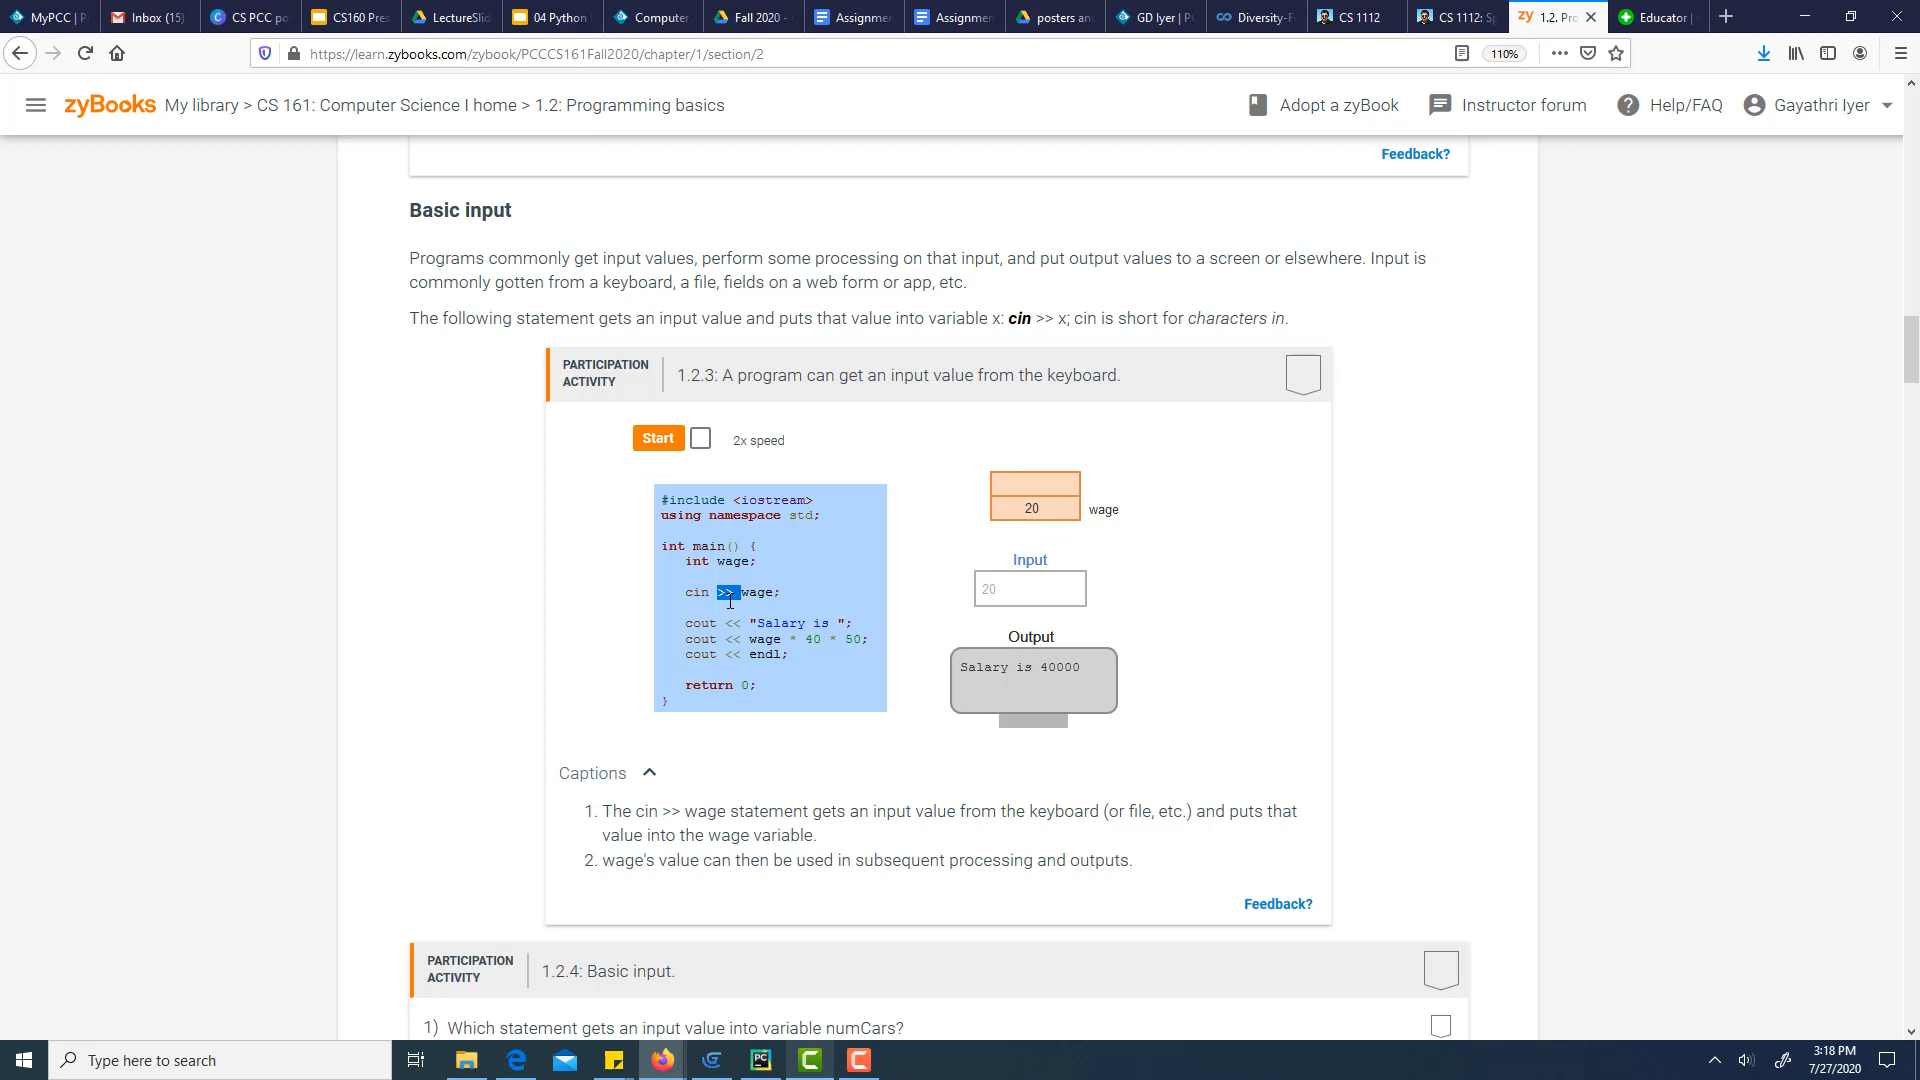 MyPCC | P
Inbox (15)
CS PCC po
CS160 Pres
LectureSlid
04 Python
Computer
Fall 2020 -
Assignmen
Assignmen
posters an
GD Iyer | PC
Diversity-F
CS 1112
CS 1112: Sp
zy 1.2. Pro
Educator |
https://learn.zybooks.com/zybook/PCCCS161Fall2020/chapter/1/section/2
110%
zyBooks My library > CS 161: Computer Science I home > 1.2: Programming basics
Adopt a zyBook
Instructor forum
Help/FAQ
Gayathri Iyer
Feedback?
Basic input
Programs commonly get input values, perform some processing on that input, and put output values to a screen or elsewhere. Input is
commonly gotten from a keyboard, a file, fields on a web form or app, etc.
The following statement gets an input value and puts that value into variable x: cin >> x; cin is short for characters in.
PARTICIPATION
ACTIVITY
1.2.3: A program can get an input value from the keyboard.
Start
2x speed
#include <iostream>
using namespace std;
int main() {
int wage;
cin >> wage;
cout << "Salary is ";
cout << wage * 40 * 50;
cout << endl;
return 0;
}
20 wage
Input
20
Output
Salary is 40000
Captions
1. The cin >> wage statement gets an input value from the keyboard (or file, etc.) and puts that
value into the wage variable.
2. wage's value can then be used in subsequent processing and outputs.
Feedback?
PARTICIPATION
ACTIVITY
1.2.4: Basic input.
1) Which statement gets an input value into variable numCars?
Type here to search
3:18 PM
7/27/2020